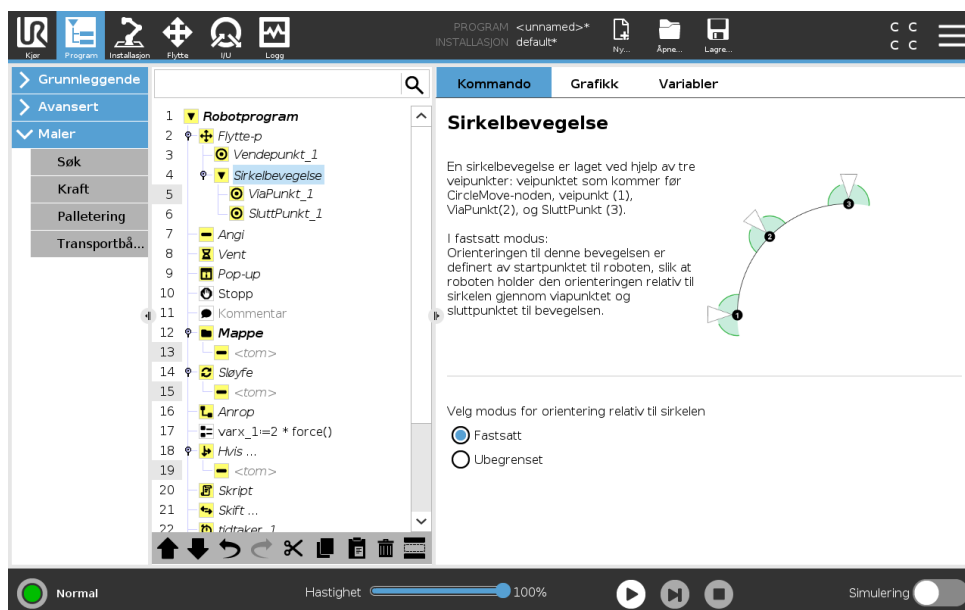 PROGRAM <unnamed>*
INSTALLASJON default*
Kjør
Program
Installasjon
Flytte
I/U
Logg
Ny...
Åpne...
Lagre...
C C
C C
Grunnleggende
Avansert
Maler
Søk
Kraft
Palletering
Transportbå...
1 Robotprogram
2 Flytte-p
3 Vendepunkt_1
4 Sirkelbevegelse
5 ViaPunkt_1
6 SluttPunkt_1
7 Angi
8 Vent
9 Pop-up
10 Stopp
11 Kommentar
12 Mappe
13 <tom>
14 Sløyfe
15 <tom>
16 Anrop
17 varx_1:=2 * force()
18 Hvis ...
19 <tom>
20 Skript
21 Skift ...
22 tidtaker_1
Kommando
Grafikk
Variabler
Sirkelbevegelse
En sirkelbevegelse er laget ved hjelp av tre
veipunkter: veipunktet som kommer før
CircleMove-noden, veipunkt (1),
ViaPunkt(2), og SluttPunkt (3).
I fastsatt modus:
Orienteringen til denne bevegelsen er
definert av startpunktet til roboten, slik at
roboten holder den orienteringen relativ til
sirkelen gjennom viapunktet og
sluttpunktet til bevegelsen.
3
2
1
Velg modus for orientering relativ til sirkelen
Fastsatt
Ubegrenset
Normal
Hastighet
100%
Simulering